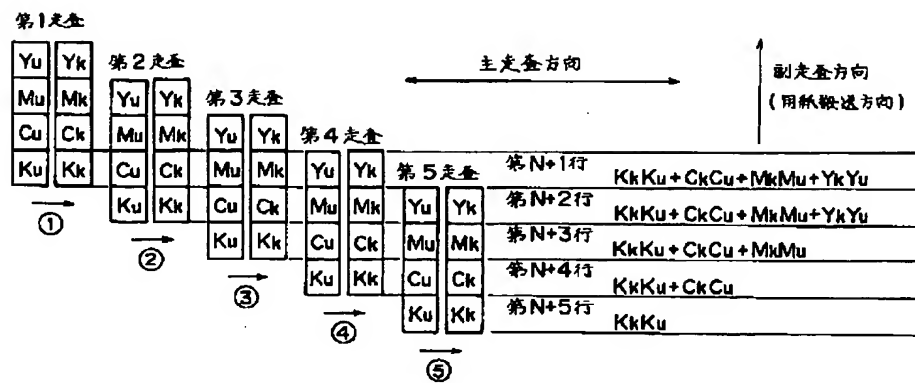 第1走査
Yu Yk
Mu Mk
Cu Ck
Ku Kk
①
第2走査
Yu Yk
Mu Mk
Cu Ck
Ku Kk
②
第3走査
Yu Yk
Mu Mk
Cu Ck
Ku Kk
③
第4走査
Yu Yk
Mu Mk
Cu Ck
Ku Kk
④
第5走査
Yu Yk
Mu Mk
Cu Ck
Ku Kk
⑤
主走査方向
副走査方向
(用紙搬送方向)
第N+1行 KkKu+CkCu+MkMu+YkYu
第N+2行 KkKu+CkCu+MkMu+YkYu
第N+3行 KkKu+CkCu+MkMu
第N+4行 KkKu+CkCu
第N+5行 KkKu